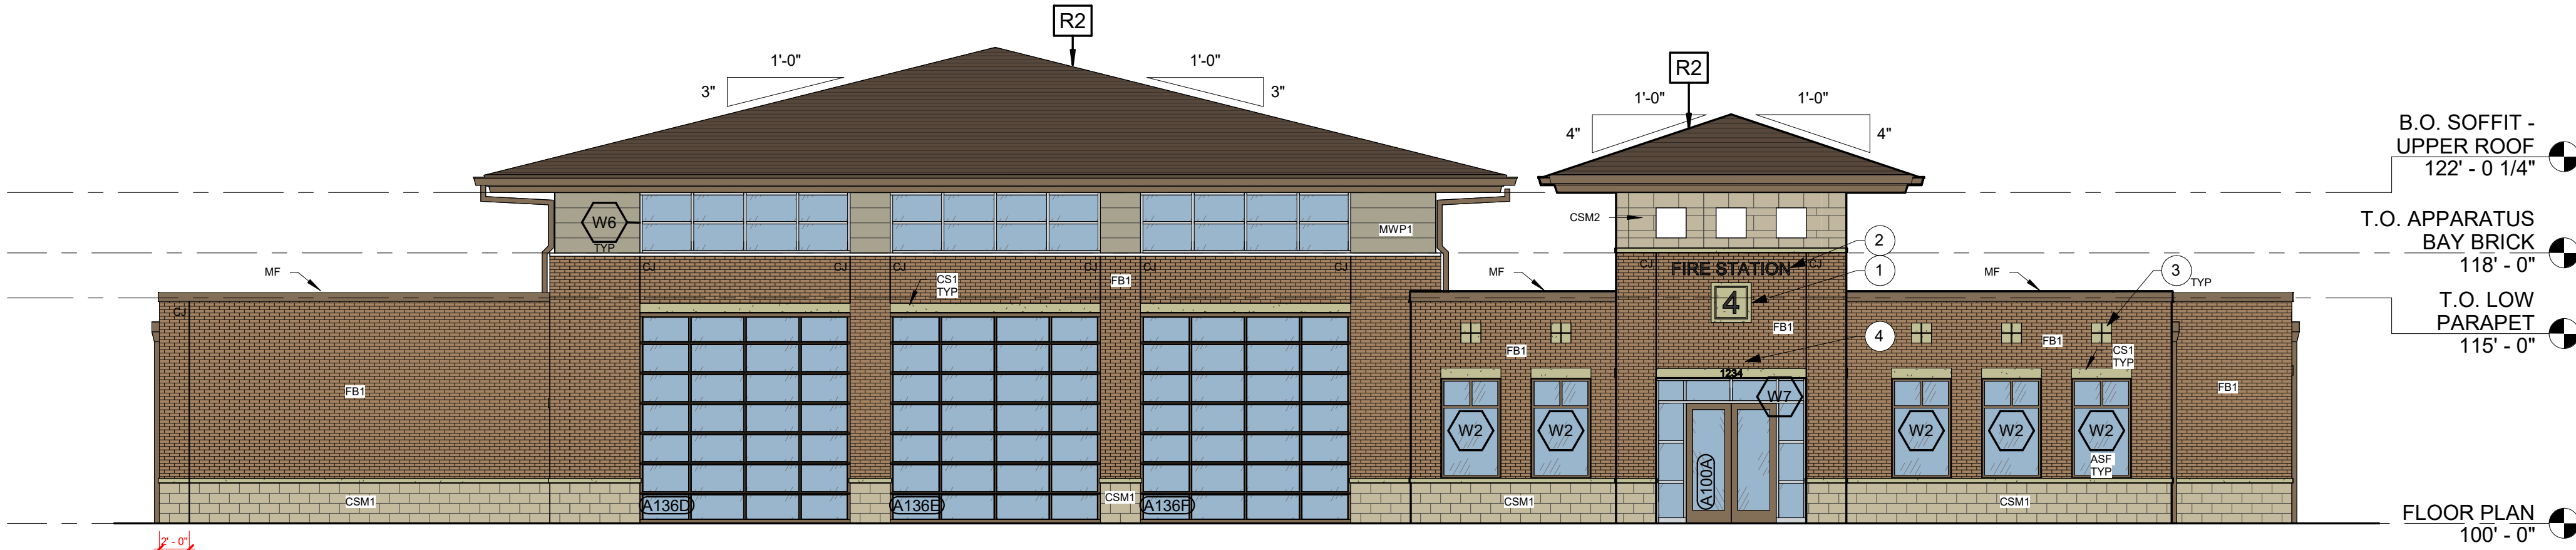 R2
R2
1'-0"
1'-0"
3"
3"
1'-0"
1'-0"
4"
4"
B.O. SOFFIT -
UPPER ROOF
122' - 0 1/4"
W6
TYP
MWP1
CSM2
T.O. APPARATUS
BAY BRICK
118' - 0"
2
1
3
TYP
MF
MF
MF
CJ
CJ
CJ
CJ
CJ
CJ
CJ
CJ
CJ
CS1
TYP
FB1
FIRE STATION
4
FB1
4
T.O. LOW
PARAPET
115' - 0"
FB1
FB1
CS1
TYP
FB1
FB1
1234
W7
W2
W2
W2
W2
W2
ASF
TYP
A136D
A136E
A136F
A100A
CSM1
CSM1
CSM1
CSM1
FLOOR PLAN
100' - 0"
2' - 0"